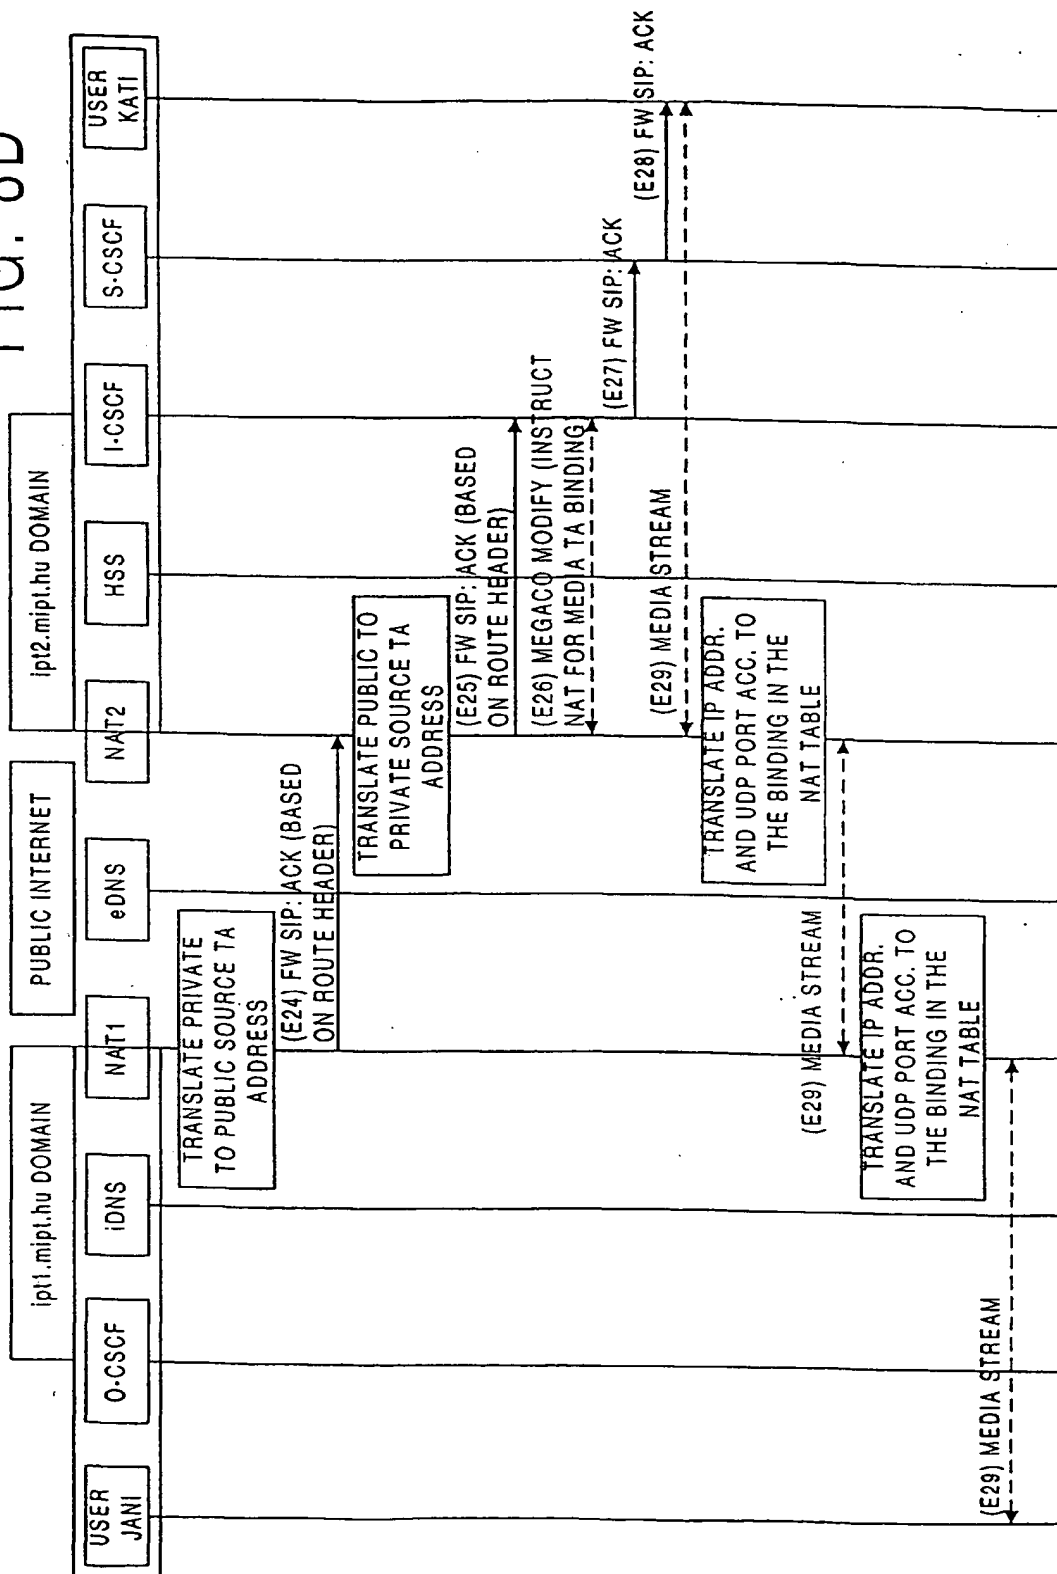 FIG.
ipt1.mipt.hu DOMAIN
PUBLIC INTERNET
ipt2.mipt.hu DOMAIN
USER
JANI
O-CSCF
iDNS
NAT1
eDNS
NAT2
HSS
I-CSCF
S-CSCF
USER
KATI
TRANSLATE PRIVATE
TO PUBLIC SOURCE TA
ADDRESS
(E24) FW SIP: ACK (BASED
ON ROUTE HEADER)
TRANSLATE PUBLIC TO
PRIVATE SOURCE TA
ADDRESS
(E25) FW SIP: ACK (BASED
ON ROUTE HEADER)
(E26) MEGACO MODIFY (INSTRUCT
NAT FOR MEDIA TA BINDING)
(E27) FW SIP: ACK
(E28) FW SIP: ACK
(E29) MEDIA STREAM
TRANSLATE IP ADDR.
AND UDP PORT ACC. TO
THE BINDING IN THE
NAT TABLE
(E29) MEDIA STREAM
TRANSLATE IP ADDR.
AND UDP PORT ACC. TO
THE BINDING IN THE
NAT TABLE
(E29) MEDIA STREAM